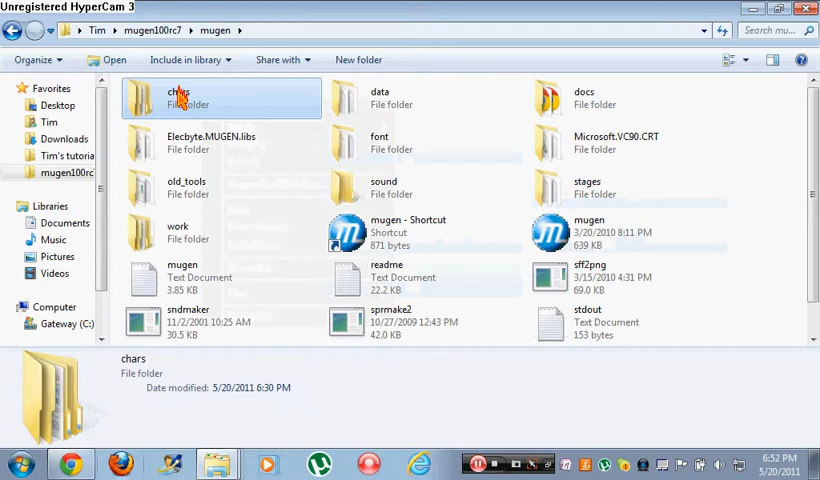 Unregistered HyperCam 3
Tim
mugen100rc7
mugen
Organize
Open
Include in library
Share with
New folder
Favorites
Desktop
Tim
Downloads
Tim's tutoria
mugen100rc
Libraries
Documents
Music
Pictures
Videos
Computer
Gateway (C:)
chars
File folder
data
File folder
docs
File folder
Elecbyte.MUGEN.libs
File folder
font
File folder
Microsoft.VC90.CRT
File folder
old_tools
File folder
sound
File folder
stages
File folder
work
File folder
mugen - Shortcut
Shortcut
871 bytes
mugen
3/20/2010 8:11 PM
639 KB
mugen
Text Document
3.85 KB
readme
Text Document
22.2 KB
sff2png
3/15/2010 4:31 PM
69.0 KB
sndmaker
11/2/2001 10:25 AM
30.5 KB
sprmake2
10/27/2009 12:43 PM
42.0 KB
stdout
Text Document
153 bytes
chars
File folder
Date modified: 5/20/2011 6:30 PM
6:52 PM
5/20/2011